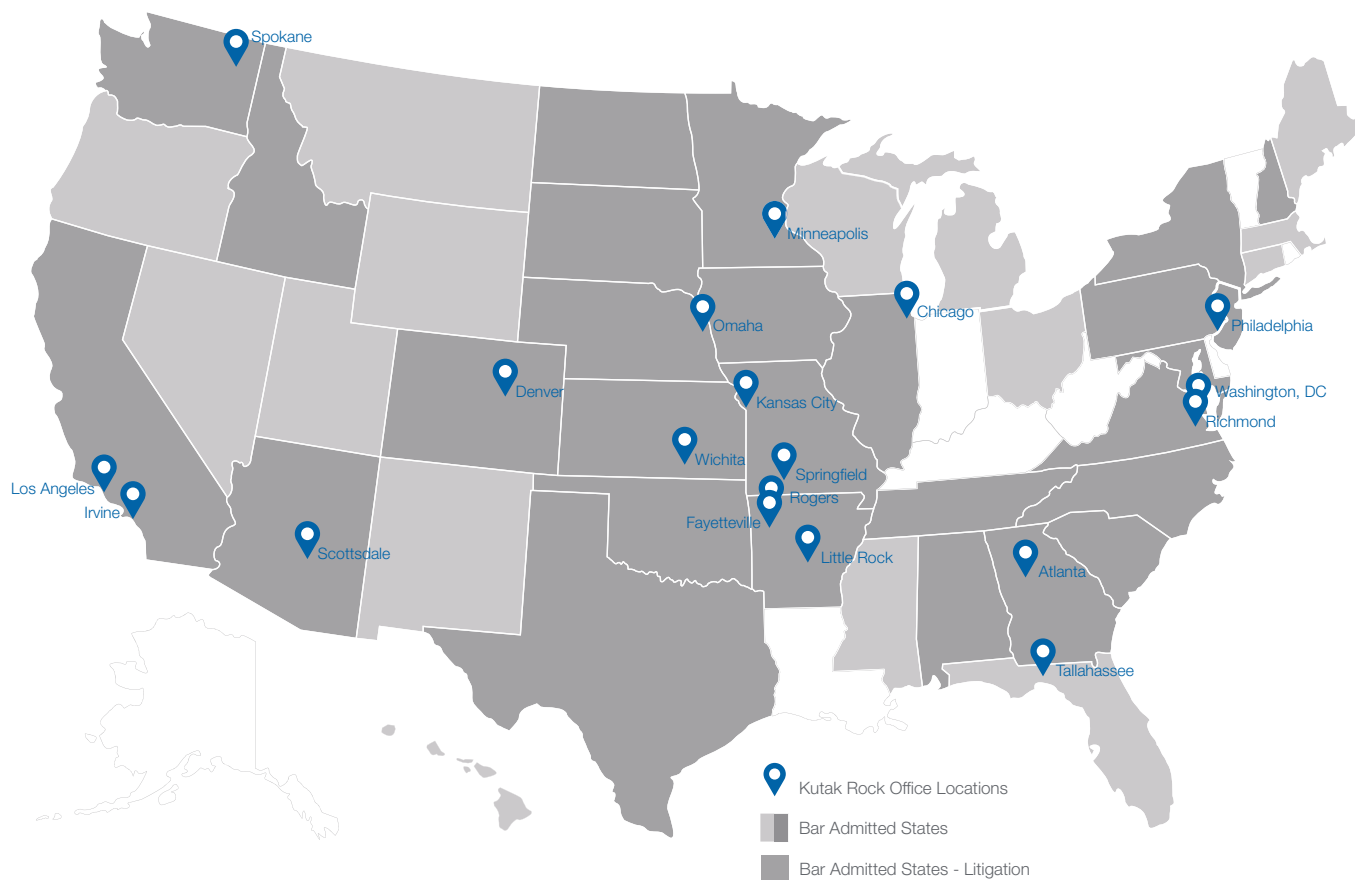 Spokane
Minneapolis
Chicago
Omaha
Philadelphia
Denver
Washington, DC
Kansas City
Richmond
Wichita
Springfield
Los Angeles
Rogers
Irvine
Fayetteville
Scottsdale
Little Rock
Atlanta
Tallahassee
Kutak Rock Office Locations
Bar Admitted States
Bar Admitted States - Litigation